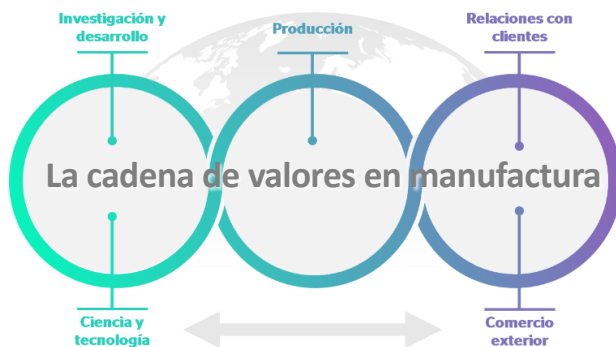 Investigación y
desarrollo
Producción
Relaciones con
clientes
La cadena de valores en manufactura
Ciencia y
tecnología
Comercio
exterior